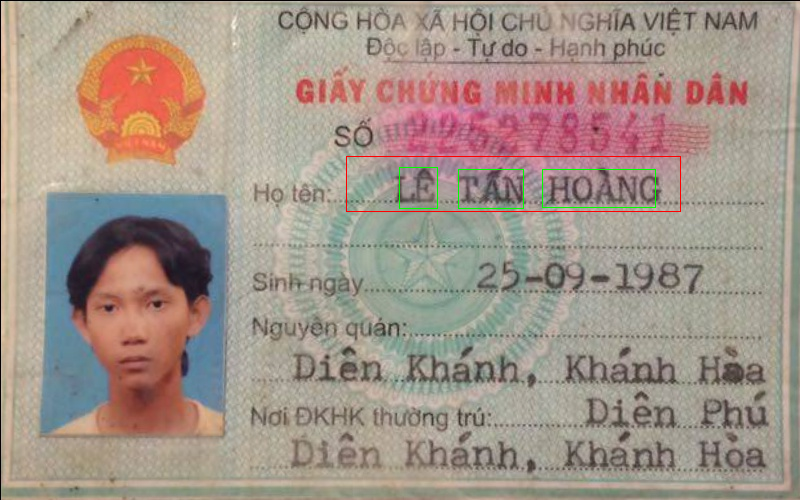 CỘNG HÒA XÃ HỘI CHỦ NGHĨA VIỆT NAM
Độc lập - Tự do - Hạnh phúc
GIẤY CHỨNG MINH NHÂN DÂN
SỐ 225378541
Họ tên: LÊ TẤN HOÀNG
Sinh ngày 25-09-1987
Nguyên quán:
Diên Khánh, Khánh Hòa
Nơi ĐKHK thường trú: Diên Phú
Diên Khánh, Khánh Hòa